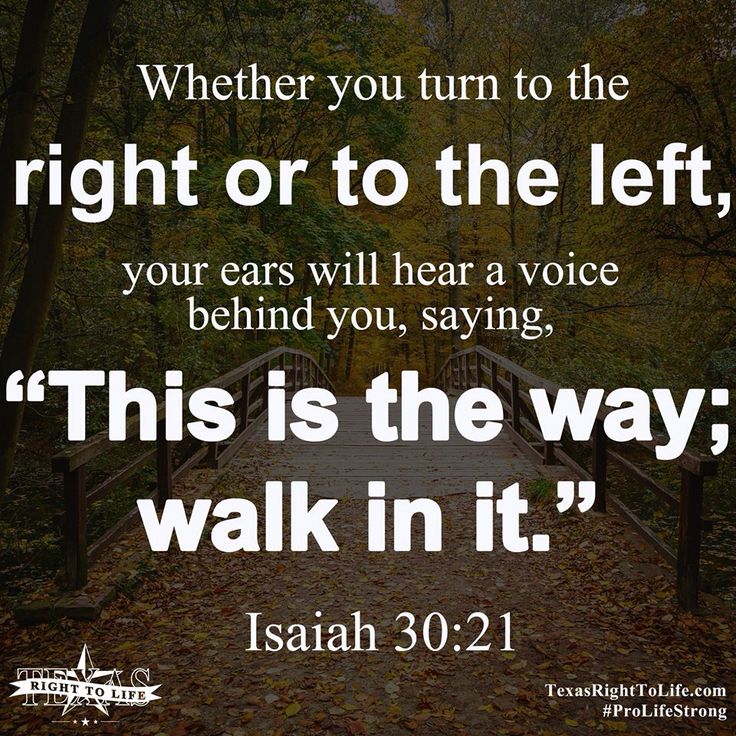 Whether you turn to the
right or to the left,
your ears will hear a voice
behind you, saying,
“This is the way;
walk in it.”
Isaiah 30:21
TEXAS
RIGHT TO LIFE
TexasRightToLife.com
#ProLifeStrong